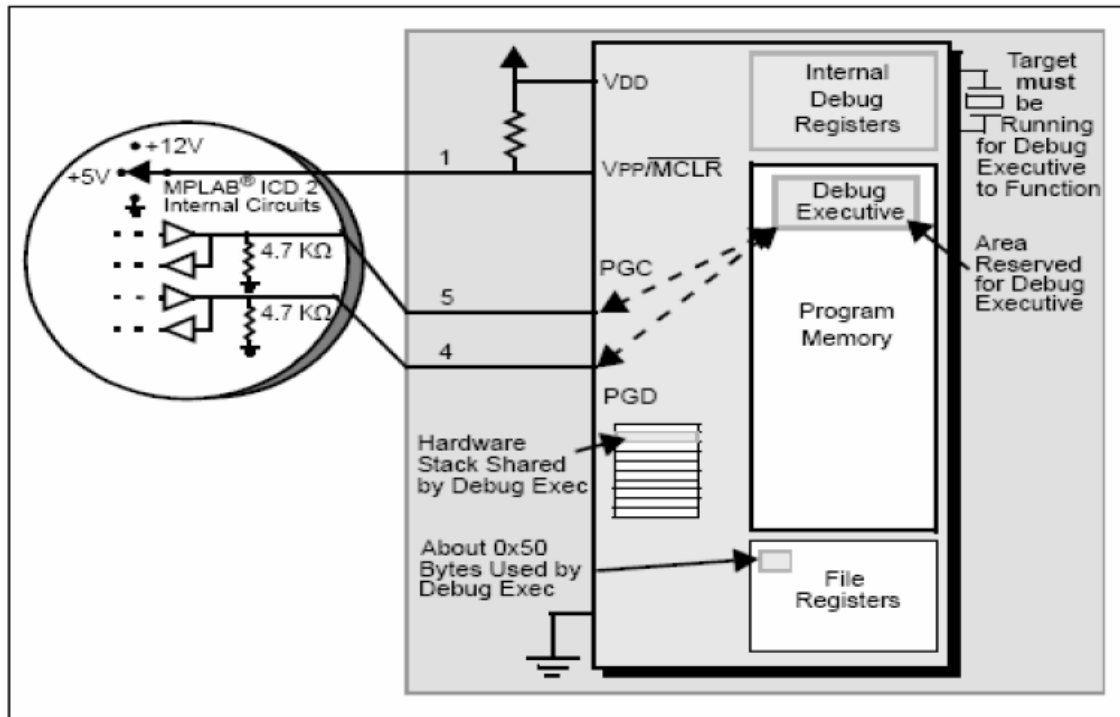 +12V
+5V
MPLAB® ICD 2
Internal Circuits
4.7 KΩ
4.7 KΩ
1
5
4
VDD
VPP/MCLR
PGC
PGD
Internal
Debug
Registers
Target
must
be
Running
for Debug
Executive
to Function
Debug
Executive
Area
Reserved
for Debug
Executive
Program
Memory
Hardware
Stack Shared
by Debug Exec
About 0x50
Bytes Used by
Debug Exec
File
Registers